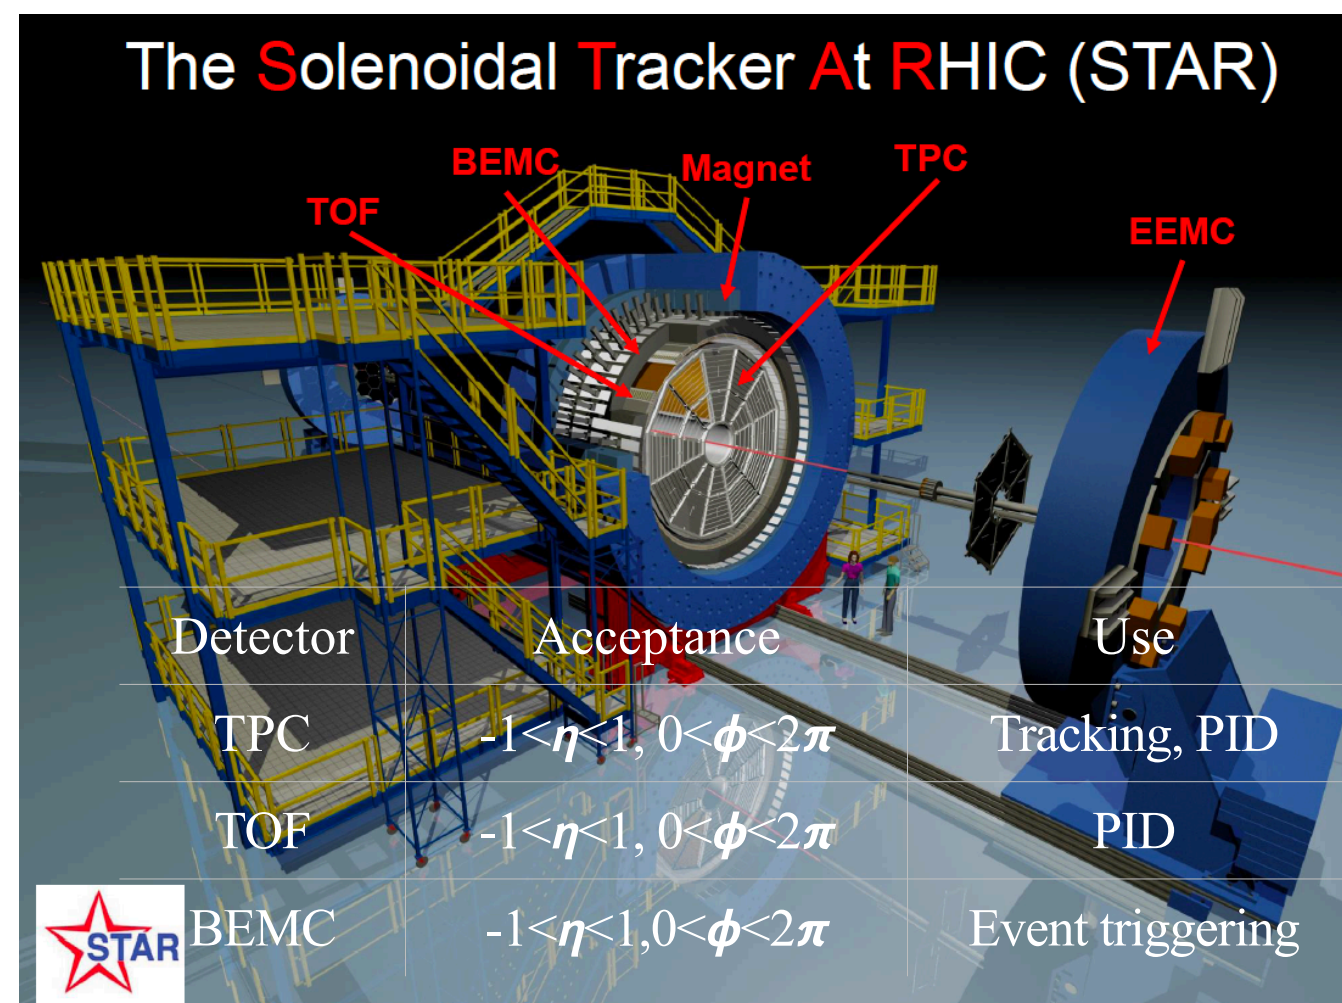 The Solenoidal Tracker At RHIC (STAR)
BEMC
Magnet
TPC
TOF
EEMC
Detector Acceptance Use
TPC -1<η<1, 0<ϕ<2π Tracking, PID
TOF -1<η<1, 0<ϕ<2π PID
BEMC -1<η<1,0<ϕ<2π Event triggering
STAR